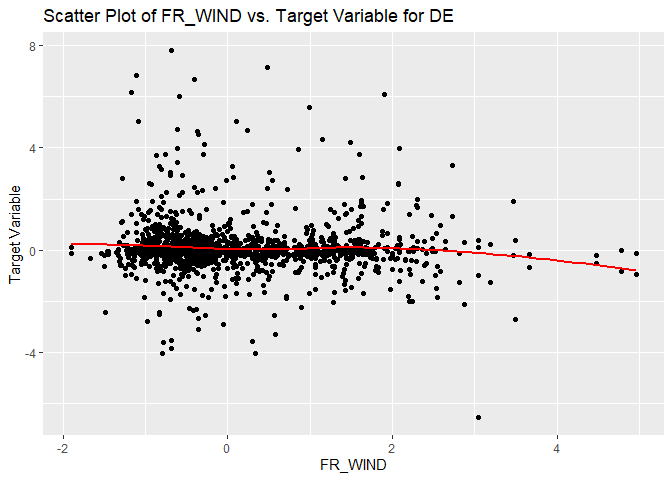 Scatter Plot of FR_WIND vs. Target Variable for DE
8
4
0
-4
Target Variable
-2
0
2
4
FR_WIND